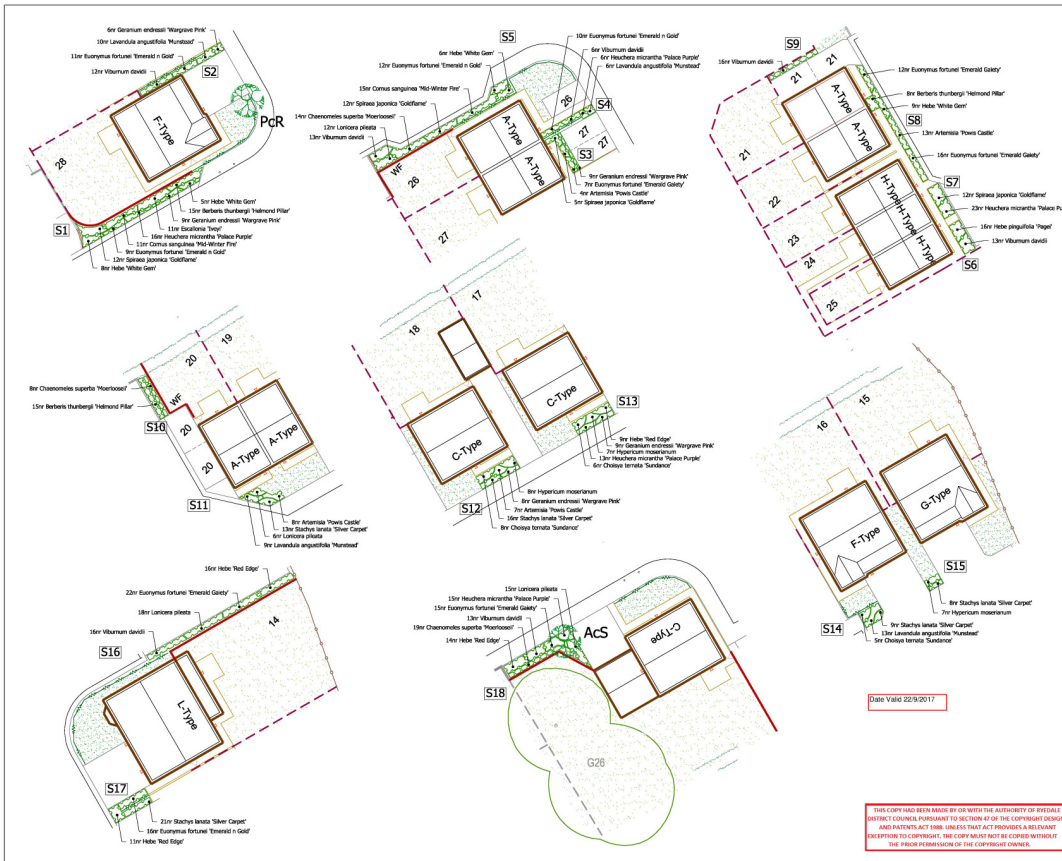 6nr Geranium endressii 'Wargrave Pink'
10nr Lavandula angustifolia 'Munstead'
11nr Euonymus fortunei 'Emerald n Gold'
12nr Viburnum davidii
S2
F-Type
PcR
28
S1
5nr Hebe 'White Gem'
15nr Berberis thunbergii 'Helmond Pillar'
9nr Geranium endressii 'Wargrave Pink'
11nr Escallonia 'Iveyi'
16nr Heuchera micrantha 'Palace Purple'
11nr Cornus sanguinea 'Mid-Winter Fire'
9nr Euonymus fortunei 'Emerald n Gold'
12nr Spiraea japonica 'Goldflame'
8nr Hebe 'White Gem'
S5
10nr Euonymus fortunei 'Emerald n Gold'
6nr Viburnum davidii
6nr Heuchera micrantha 'Palace Purple'
6nr Lavandula angustifolia 'Munstead'
6nr Hebe 'White Gem'
12nr Euonymus fortunei 'Emerald n Gold'
15nr Cornus sanguinea 'Mid-Winter Fire'
12nr Spiraea japonica 'Goldflame'
14nr Chaenomeles superba 'Moerloosei'
12nr Lonicera pileata
13nr Viburnum davidii
26
S4
27
27
S3
A-Type
A-Type
WF
26
27
9nr Geranium endressii 'Wargrave Pink'
7nr Euonymus fortunei 'Emerald Gaiety'
4nr Artemisia 'Powis Castle'
5nr Spiraea japonica 'Goldflame'
S9
16nr Viburnum davidii
21
21
12nr Euonymus fortunei 'Emerald Gaiety'
8nr Berberis thunbergii 'Helmond Pillar'
9nr Hebe 'White Gem'
S8
13nr Artemisia 'Powis Castle'
16nr Euonymus fortunei 'Emerald Gaiety'
S7
12nr Spiraea japonica 'Goldflame'
23nr Heuchera micrantha 'Palace Pu
16nr Hebe pinguifolia 'Pagei'
13nr Viburnum davidii
S6
A-Type
A-Type
H-Type
H-Type
H-Type
21
22
23
24
25
8nr Chaenomeles superba 'Moerloosei'
15nr Berberis thunbergii 'Helmond Pillar'
S10
WF
20
19
20
20
A-Type
A-Type
S11
8nr Artemisia 'Powis Castle'
13nr Stachys lanata 'Silver Carpet'
6nr Lonicera pileata
9nr Lavandula angustifolia 'Munstead'
17
18
C-Type
C-Type
S13
9nr Hebe 'Red Edge'
9nr Geranium endressii 'Wargrave Pink'
7nr Hypericum moserianum
13nr Heuchera micrantha 'Palace Purple'
6nr Choisya ternata 'Sundance'
S12
8nr Hypericum moserianum
8nr Geranium endressii 'Wargrave Pink'
7nr Artemisia 'Powis Castle'
16nr Stachys lanata 'Silver Carpet'
8nr Choisya ternata 'Sundance'
15
16
G-Type
F-Type
S15
8nr Stachys lanata 'Silver Carpet'
7nr Hypericum moserianum
S14
9nr Stachys lanata 'Silver Carpet'
13nr Lavandula angustifolia 'Munstead'
5nr Choisya ternata 'Sundance'
16nr Hebe 'Red Edge'
22nr Euonymus fortunei 'Emerald Gaiety'
18nr Lonicera pileata
16nr Viburnum davidii
S16
14
L-Type
S17
21nr Stachys lanata 'Silver Carpet'
16nr Euonymus fortunei 'Emerald n Gold'
11nr Hebe 'Red Edge'
15nr Lonicera pileata
15nr Heuchera micrantha 'Palace Purple'
15nr Euonymus fortunei 'Emerald Gaiety'
13nr Viburnum davidii
19nr Chaenomeles superba 'Moerloosei'
14nr Hebe 'Red Edge'
AcS
C-Type
S18
G26
Date Valid 22/9/2017
THIS COPY HAD BEEN MADE BY OR WITH THE AUTHORITY OF RYEDALE
DISTRICT COUNCIL PURSUANT TO SECTION 47 OF THE COPYRIGHT DESIGN
AND PATENTS ACT 1988. UNLESS THAT ACT PROVIDES A RELEVANT
EXCEPTION TO COPYRIGHT. THE COPY MUST NOT BE COPIED WITHOUT
THE PRIOR PERMISSION OF THE COPYRIGHT OWNER.